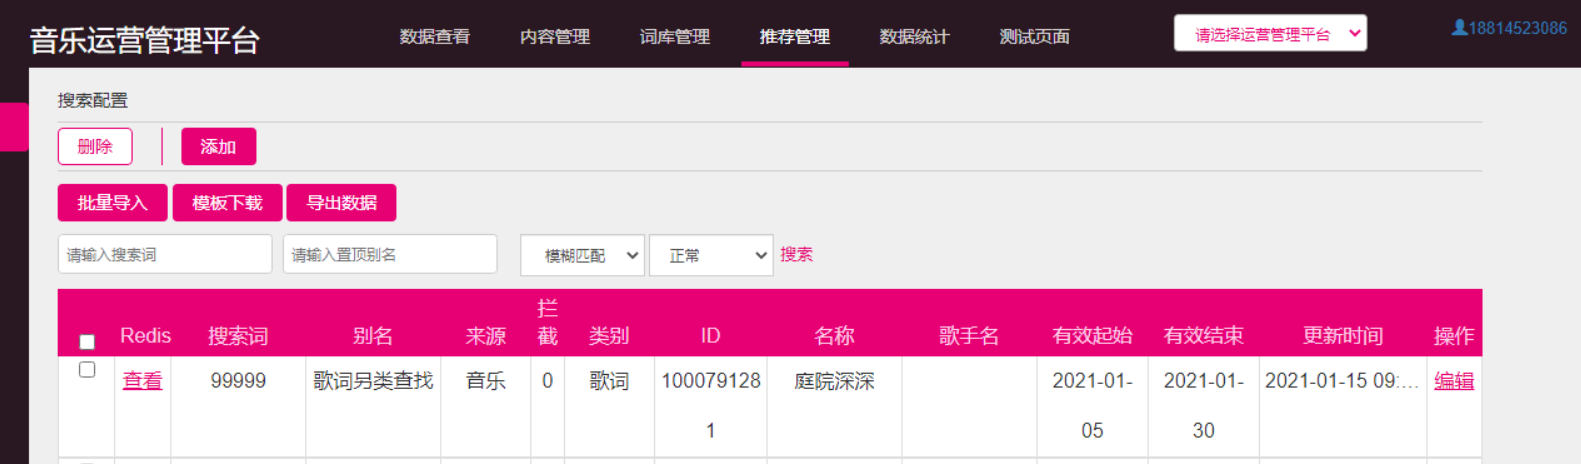 音乐运营管理平台 数据查看 内容管理 词库管理 推荐管理 数据统计 测试页面 请选择运营管理平台 18814523086
搜索配置
删除 添加
批量导入 模板下载 导出数据
请输入搜索词 请输入置顶别名 模糊匹配 正常 搜索
Redis 搜索词 别名 来源 拦截 类别 ID 名称 歌手名 有效起始 有效结束 更新时间 操作
查看 99999 歌词另类查找 音乐 0 歌词 100079128 庭院深深 2021-01- 2021-01- 2021-01-15 09:... 编辑
1 05 30